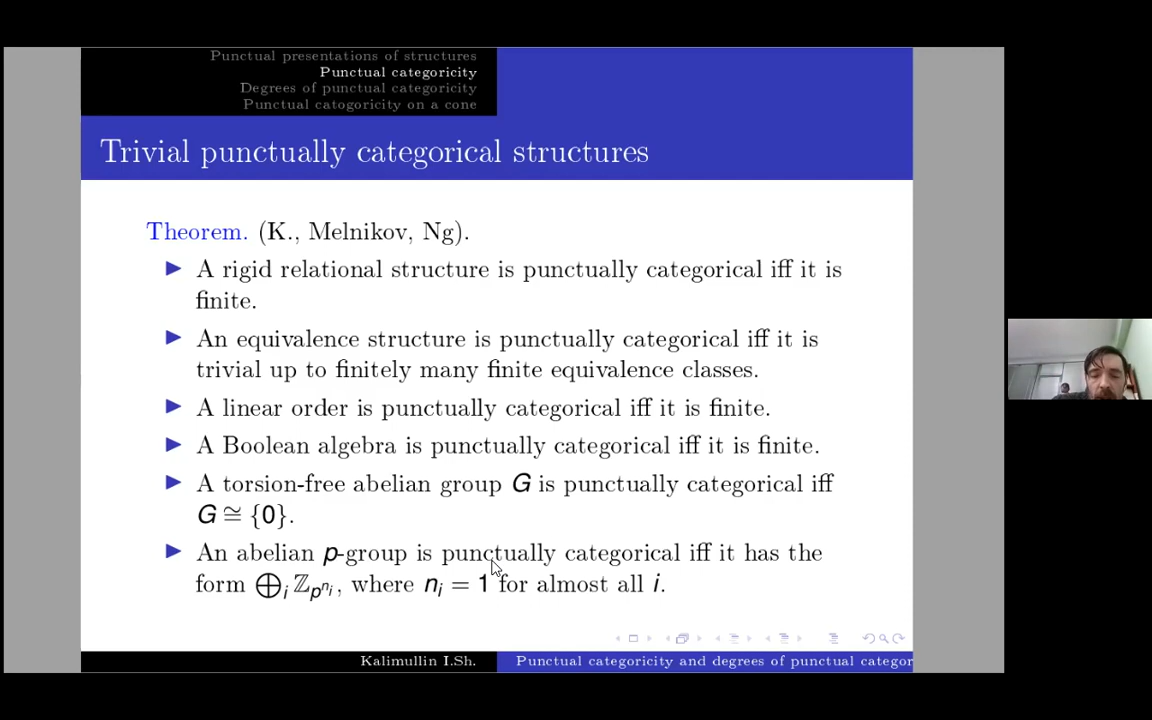 Punctual presentations of structures
Punctual categoricity
Degrees of punctual categoricity
Punctual catogoricity on a cone
Trivial punctually categorical structures
Theorem. (K., Melnikov, Ng).
▶ A rigid relational structure is punctually categorical iff it is
finite.
▶ An equivalence structure is punctually categorical iff it is
trivial up to finitely many finite equivalence classes.
▶ A linear order is punctually categorical iff it is finite.
▶ A Boolean algebra is punctually categorical iff it is finite.
▶ A torsion-free abelian group G is punctually categorical iff
G ≅ {0}.
▶ An abelian p-group is punctually categorical iff it has the
form ⨁_i ℤ_{p^{n_i}}, where n_i = 1 for almost all i.
Kalimullin I.Sh. Punctual categoricity and degrees of punctual categor